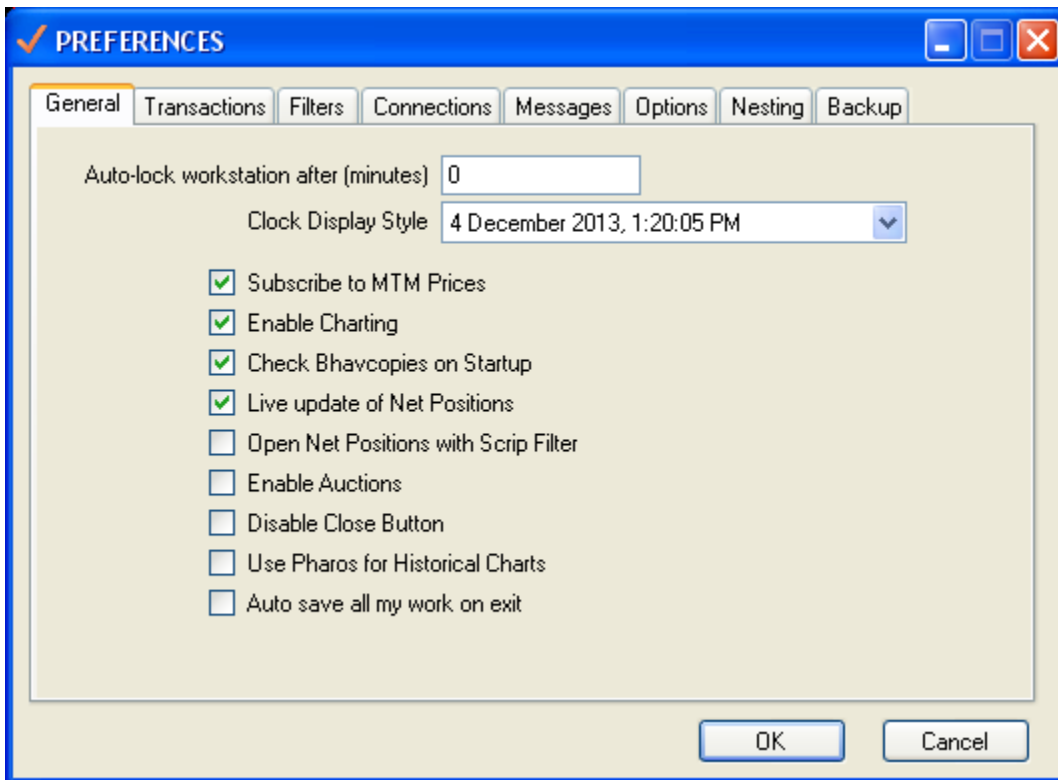 PREFERENCES
General Transactions Filters Connections Messages Options Nesting Backup
Auto-lock workstation after (minutes) 0
Clock Display Style 4 December 2013, 1:20:05 PM
Subscribe to MTM Prices
Enable Charting
Check Bhavcopies on Startup
Live update of Net Positions
Open Net Positions with Scrip Filter
Enable Auctions
Disable Close Button
Use Pharos for Historical Charts
Auto save all my work on exit
OK Cancel